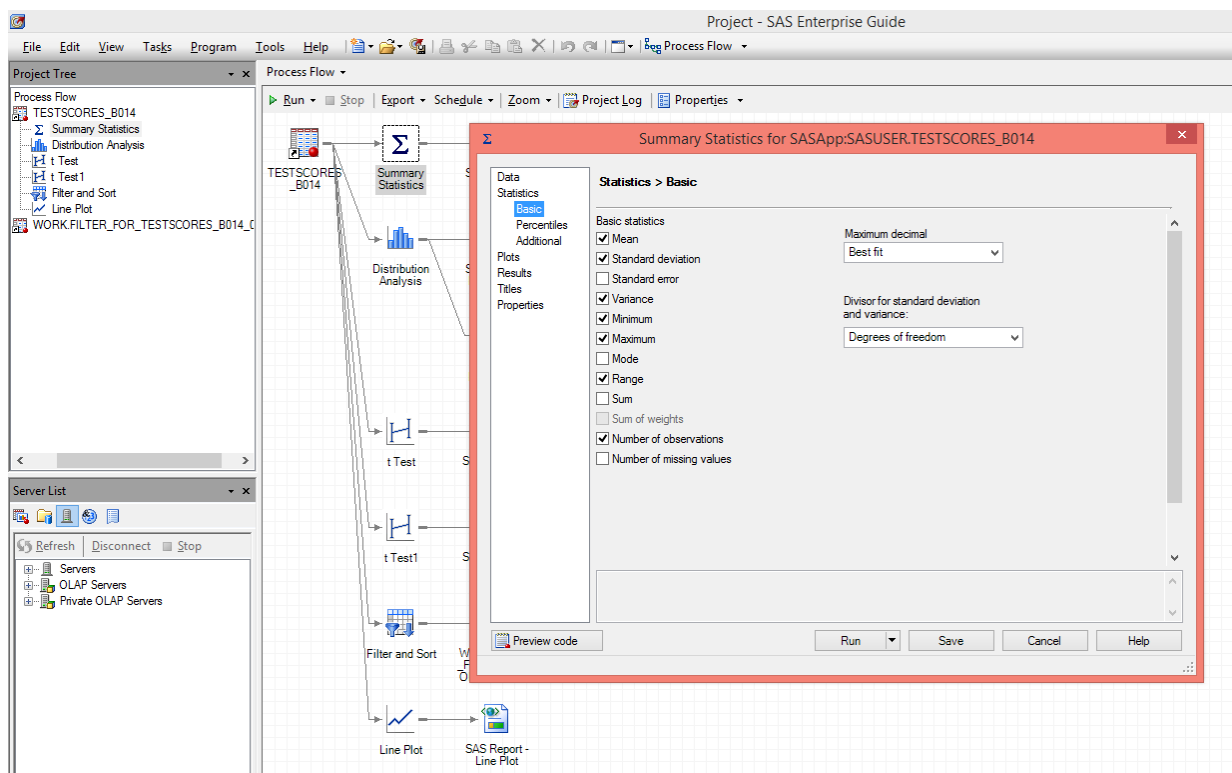 Project - SAS Enterprise Guide
File Edit View Tasks Program Tools Help Process Flow
Project Tree
Process Flow
TESTSCORES_B014
Summary Statistics
Distribution Analysis
t Test
t Test1
Filter and Sort
Line Plot
WORK.FILTER_FOR_TESTSCORES_B014_
Server List
Refresh Disconnect Stop
Servers
OLAP Servers
Private OLAP Servers
Process Flow
Run Stop Export Schedule Zoom Project Log Properties
TESTSCORES
_B014
Summary
Statistics
Distribution
Analysis
t Test
t Test1
Filter and Sort
Line Plot
SAS Report -
Line Plot
Summary Statistics for SASApp:SASUSER.TESTSCORES_B014
Data
Statistics
Basic
Percentiles
Additional
Plots
Results
Titles
Properties
Statistics > Basic
Basic statistics
Mean
Standard deviation
Standard error
Variance
Minimum
Maximum
Mode
Range
Sum
Sum of weights
Number of observations
Number of missing values
Maximum decimal
Best fit
Divisor for standard deviation
and variance:
Degrees of freedom
Preview code
Run Save Cancel Help